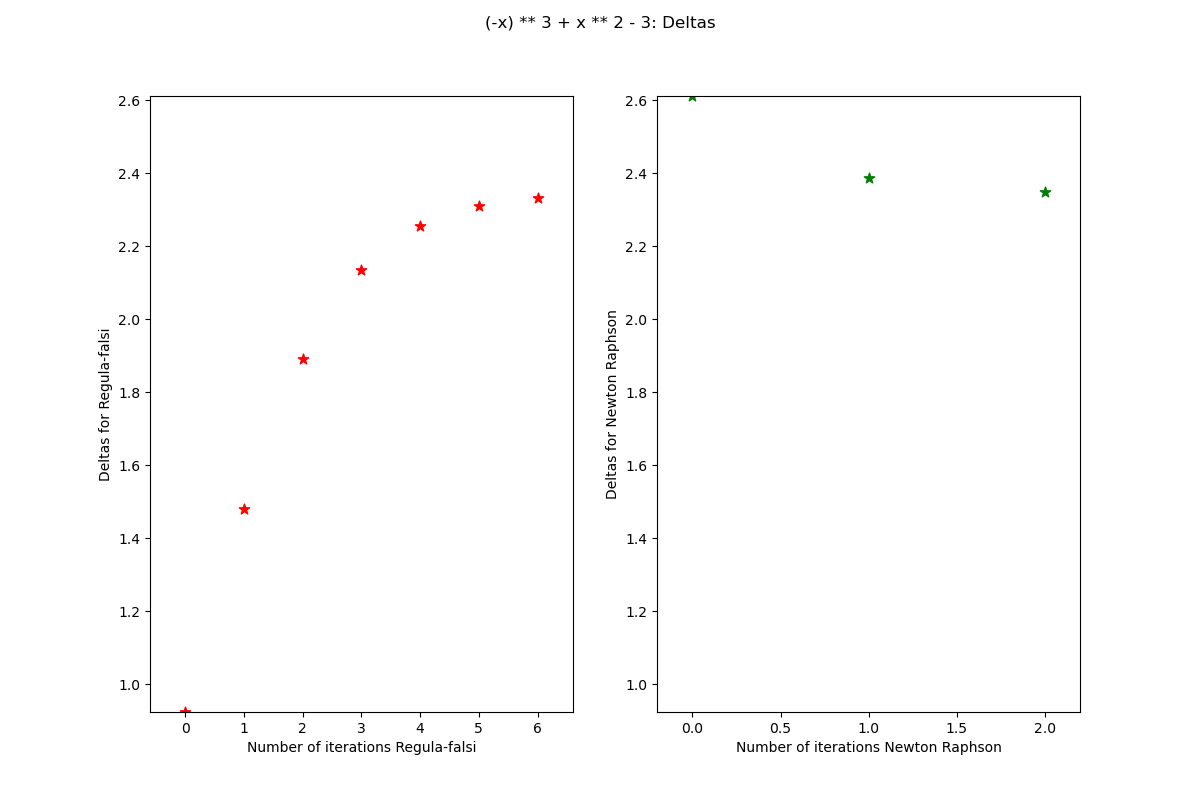 (-x) ** 3 + x ** 2 - 3: Deltas
Deltas for Regula-falsi
2.6
2.4
2.2
2.0
1.8
1.6
1.4
1.2
1.0
0 1 2 3 4 5 6
Number of iterations Regula-falsi
Deltas for Newton Raphson
2.6
2.4
2.2
2.0
1.8
1.6
1.4
1.2
1.0
0.0 0.5 1.0 1.5 2.0
Number of iterations Newton Raphson